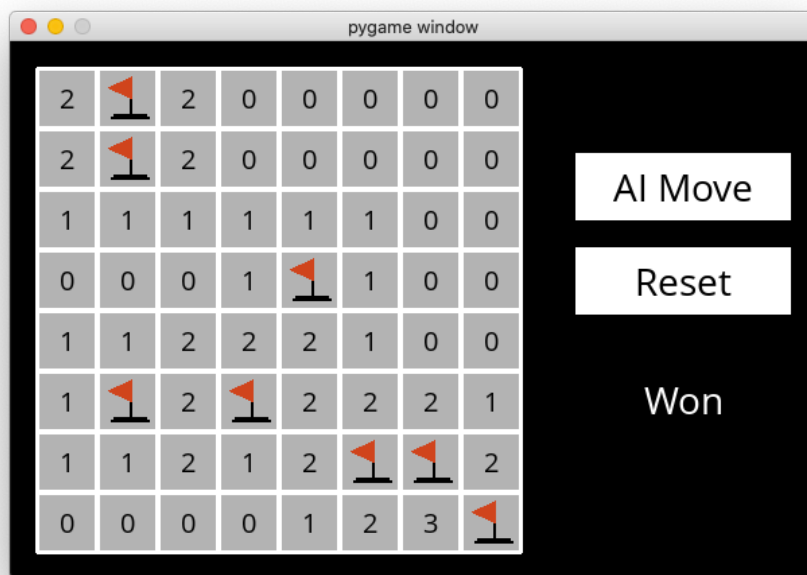 pygame window
2 2 0 0 0 0 0
2 2 0 0 0 0 0
1 1 1 1 1 1 0 0
0 0 0 1 1 0 0
1 1 2 2 2 1 0 0
1 2 2 2 2 1
1 1 2 1 2 2
0 0 0 0 1 2 3
AI Move
Reset
Won